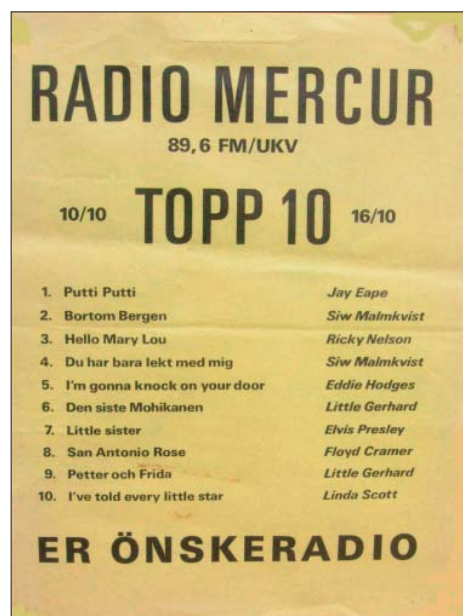 RADIO MERCUR
89,6 FM/UKV
10/10 TOPP 10 16/10
1. Putti Putti Jay Eape
2. Bortom Bergen Siw Malmkvist
3. Hello Mary Lou Ricky Nelson
4. Du har bara lekt med mig Siw Malmkvist
5. I'm gonna knock on your door Eddie Hodges
6. Den siste Mohikanen Little Gerhard
7. Little sister Elvis Presley
8. San Antonio Rose Floyd Cramer
9. Petter och Frida Little Gerhard
10. I've told every little star Linda Scott
ER ÖNSKERADIO